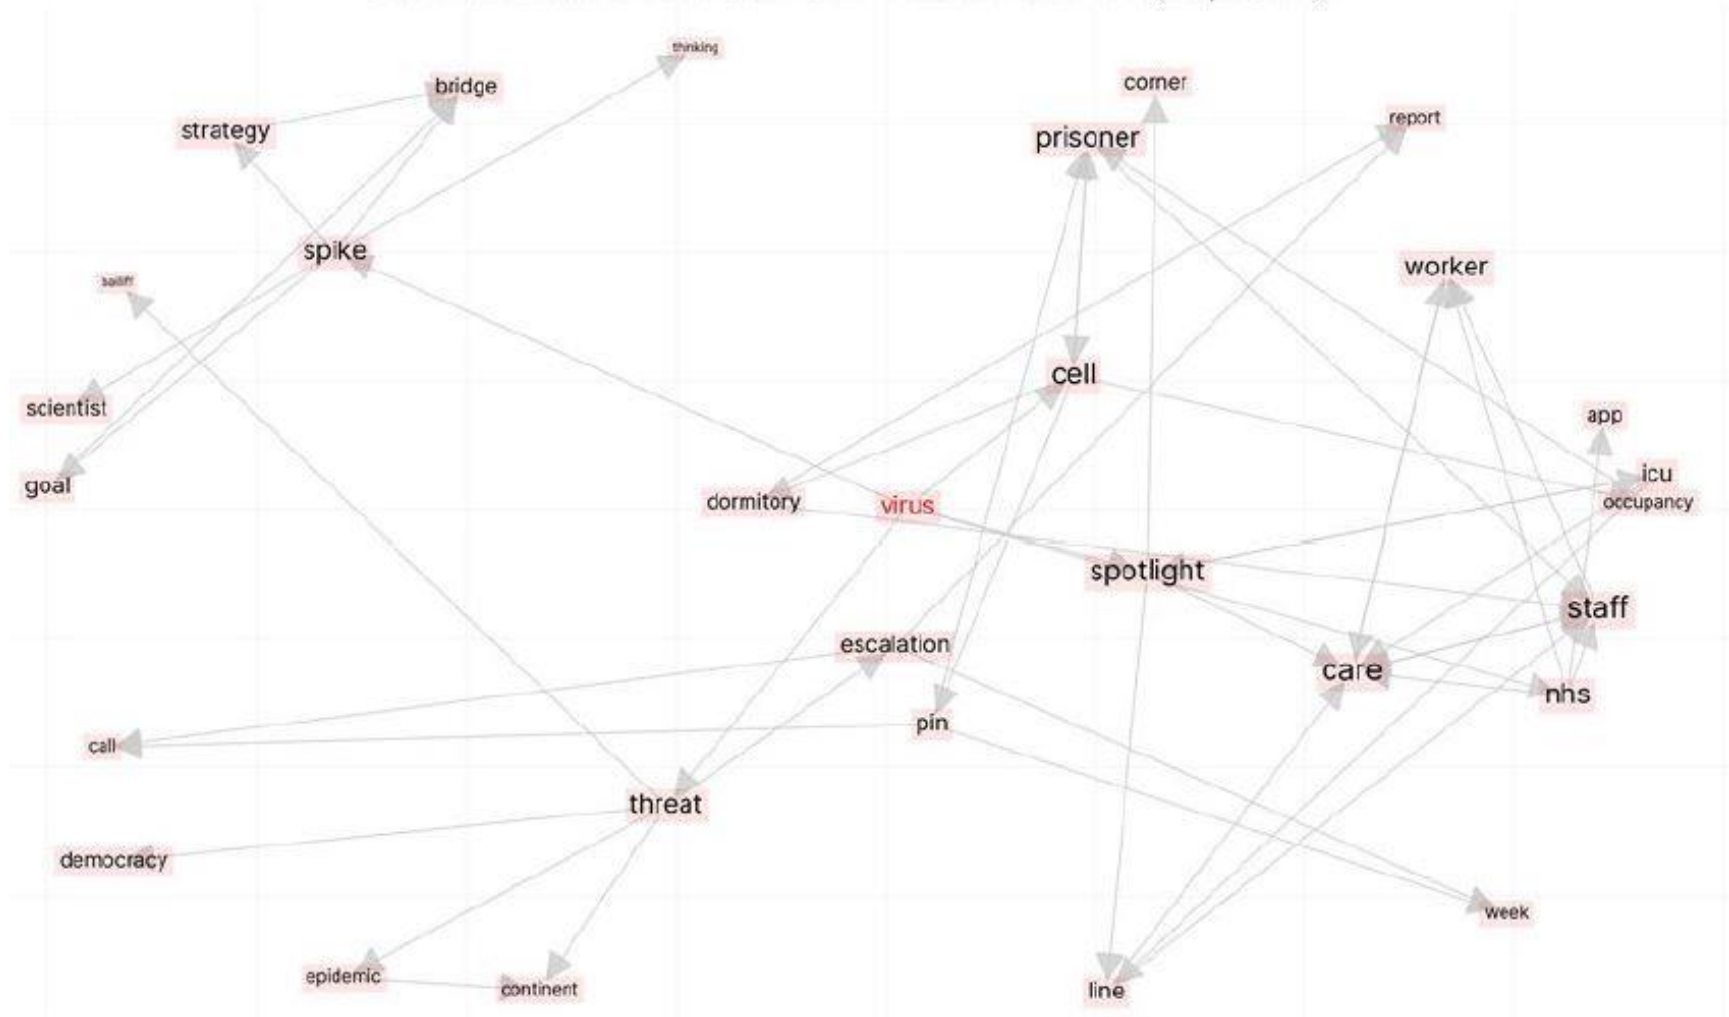 thinking
bridge
corner
report
strategy
prisoner
spike
worker
bailiff
cell
scientist
app
icu
goal
dormitory
virus
occupancy
spotlight
staff
escalation
care
nhs
pin
call
threat
democracy
week
epidemic
continent
line